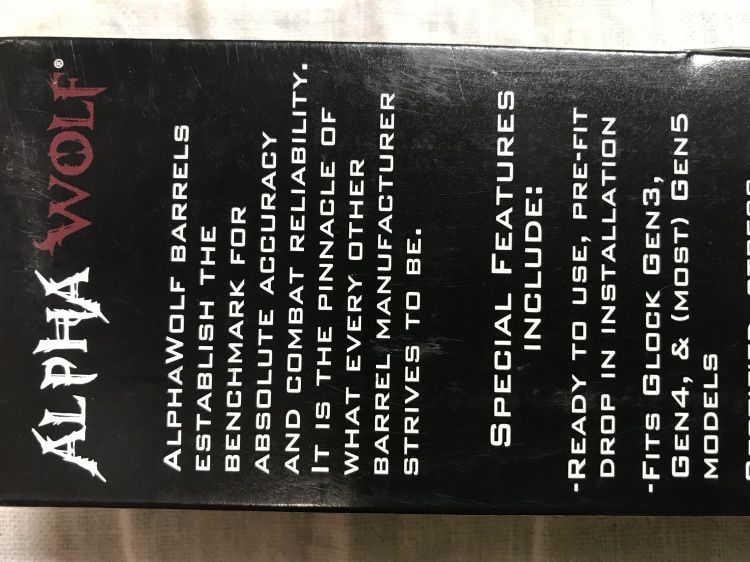 ALPHA WOLF®
ALPHAWOLF BARRELS
ESTABLISH THE
BENCHMARK FOR
ABSOLUTE ACCURACY
AND COMBAT RELIABILITY.
IT IS THE PINNACLE OF
WHAT EVERY OTHER
BARREL MANUFACTURER
STRIVES TO BE.
SPECIAL FEATURES
INCLUDE:
-READY TO USE, PRE-FIT
DROP IN INSTALLATION
-FITS GLOCK GEN3,
GEN4, & (MOST) GEN5
MODELS